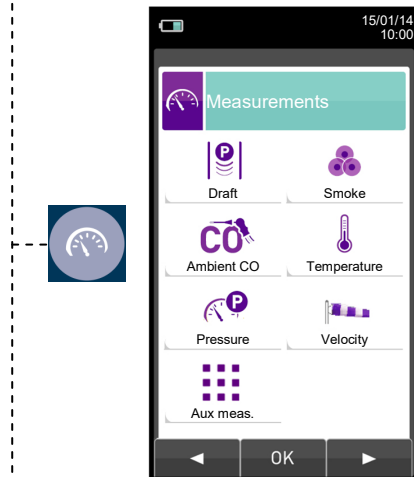 15/01/14
10:00
Measurements
P
Draft
Smoke
CO
Ambient CO
Temperature
P
Pressure
Velocity
Aux meas.
OK